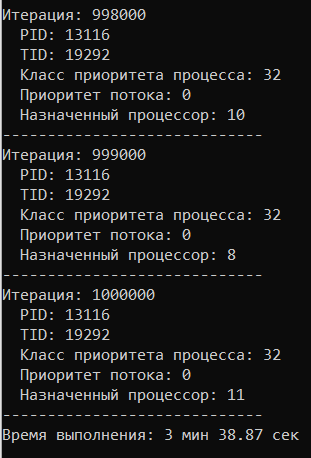 Итерация: 998000
  PID: 13116
  TID: 19292
  Класс приоритета процесса: 32
  Приоритет потока: 0
  Назначенный процессор: 10
-----------------------------
Итерация: 999000
  PID: 13116
  TID: 19292
  Класс приоритета процесса: 32
  Приоритет потока: 0
  Назначенный процессор: 8
-----------------------------
Итерация: 1000000
  PID: 13116
  TID: 19292
  Класс приоритета процесса: 32
  Приоритет потока: 0
  Назначенный процессор: 11
-----------------------------
Время выполнения: 3 мин 38.87 сек